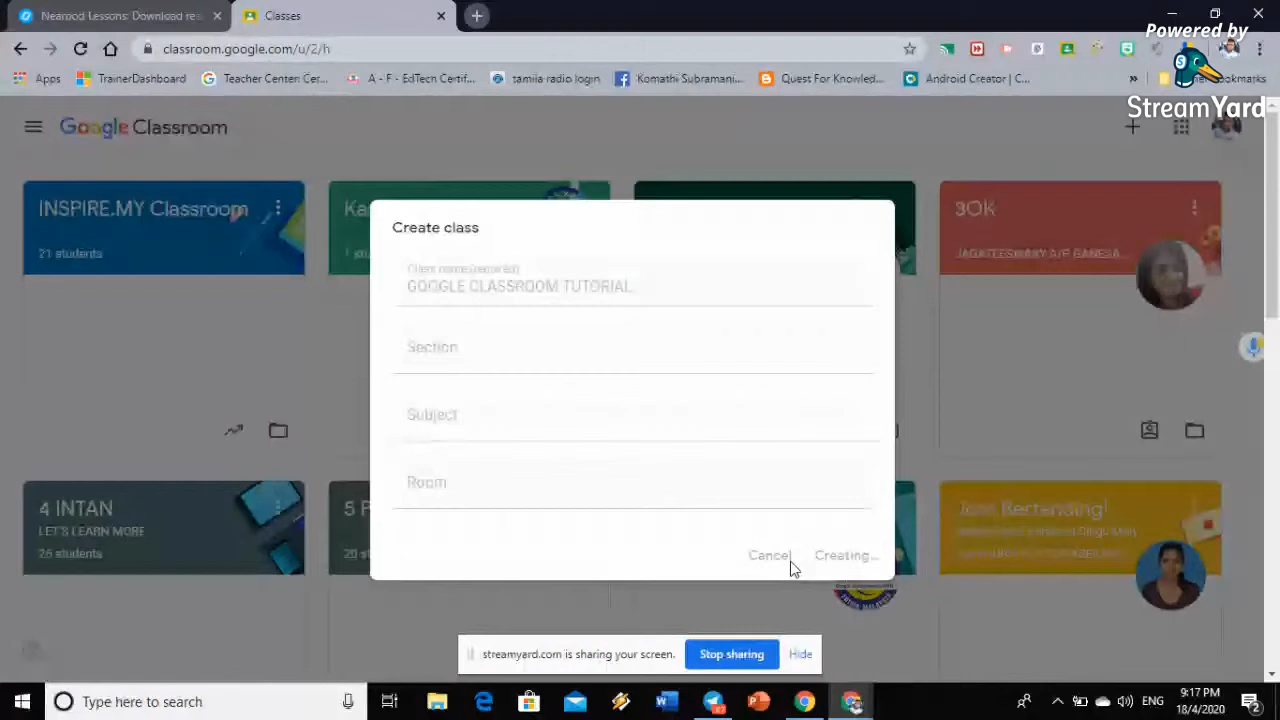 Nearpod Lessons: Download res
Classes
Powered by
classroom.google.com/u/2/h
Apps
TrainerDashboard
Teacher Center: Cer...
A - F - EdTech Certif...
tamila radio login
Komathi Subramani...
Quest For Knowled...
Android Creator | C...
StreamYard
Google Classroom
INSPIRE.MY Classroom
21 students
3OK
Create class
GOOGLE CLASSROOM TUTORIAL
Section
Subject
Room
Cancel
Creating...
4 INTAN
LET'S LEARN MORE
26 students
5 P
streamyard.com is sharing your screen.
Stop sharing
Hide
Type here to search
ENG
9:17 PM
18/4/2020